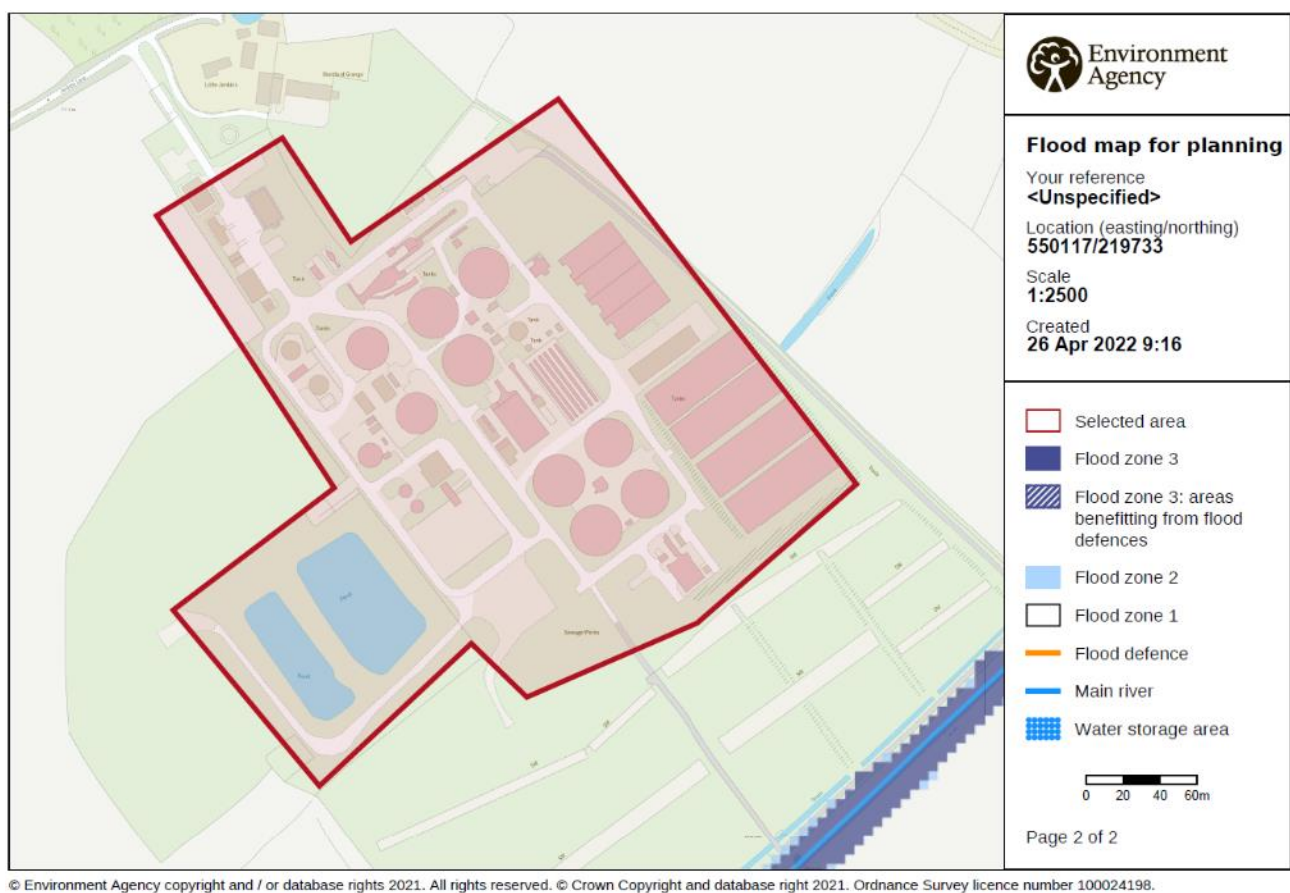 Environment
Agency
Flood map for planning
Your reference
<Unspecified>
Location (easting/northing)
550117/219733
Scale
1:2500
Created
26 Apr 2022 9:16
Selected area
Flood zone 3
Flood zone 3: areas
benefitting from flood
defences
Flood zone 2
Flood zone 1
Flood defence
Main river
Water storage area
0 20 40 60m
Page 2 of 2
Tank
Tanks
Tanks
Tank
Tank
Tanks
Pond
Pond
© Environment Agency copyright and / or database rights 2021. All rights reserved. © Crown Copyright and database right 2021. Ordnance Survey licence number 100024198.